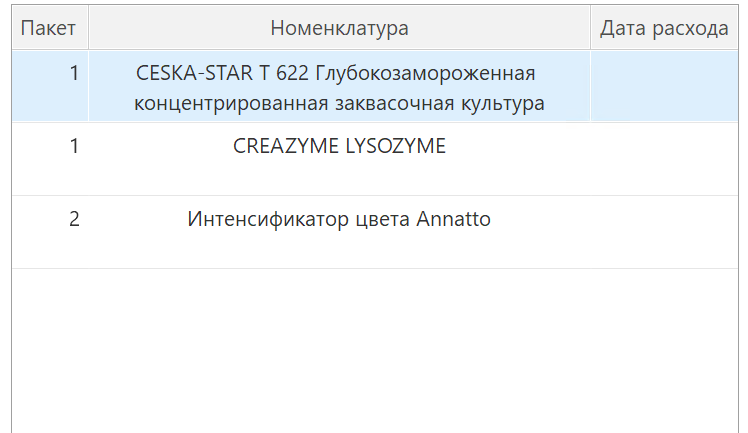 Пакет Номенклатура Дата расхода
1 CESKA-STAR T 622 Глубокозамороженная
концентрированная заквасочная культура
1 CREAZYME LYSOZYME
2 Интенсификатор цвета Annatto